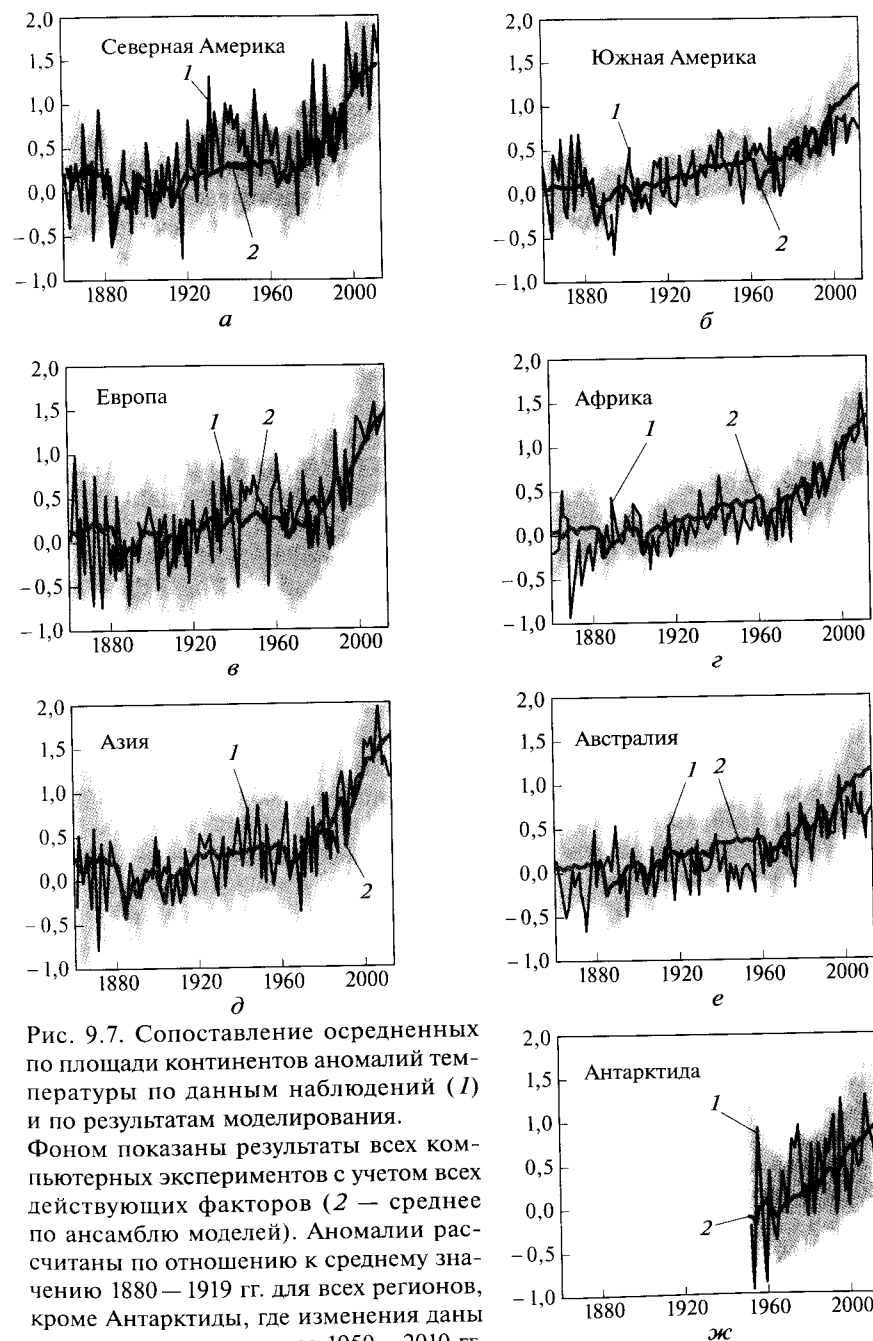 Северная Америка
1
2
2,0
1,5
1,0
0,5
0,0
– 0,5
– 1,0
1880 1920 1960 2000
а
Южная Америка
1
2
2,0
1,5
1,0
0,5
0,0
– 0,5
– 1,0
1880 1920 1960 2000
б
Европа
1 2
2,0
1,5
1,0
0,5
0,0
– 0,5
– 1,0
1880 1920 1960 2000
в
Африка
1 2
2,0
1,5
1,0
0,5
0,0
– 0,5
– 1,0
1880 1920 1960 2000
г
Азия
1
2
2,0
1,5
1,0
0,5
0,0
– 0,5
– 1,0
1880 1920 1960 2000
д
Австралия
1 2
2,0
1,5
1,0
0,5
0,0
– 0,5
– 1,0
1880 1920 1960 2000
е
Антарктида
1
2
2,0
1,5
1,0
0,5
0,0
– 0,5
– 1,0
1880 1920 1960 2000
ж
Рис. 9.7. Сопоставление осредненных
по площади континентов аномалий тем-
пературы по данным наблюдений (1)
и по результатам моделирования.
Фоном показаны результаты всех ком-
пьютерных экспериментов с учетом всех
действующих факторов (2 — среднее
по ансамблю моделей). Аномалии рас-
считаны по отношению к среднему зна-
чению 1880 — 1919 гг. для всех регионов,
кроме Антарктиды, где изменения даны
1950 — 2010 гг.